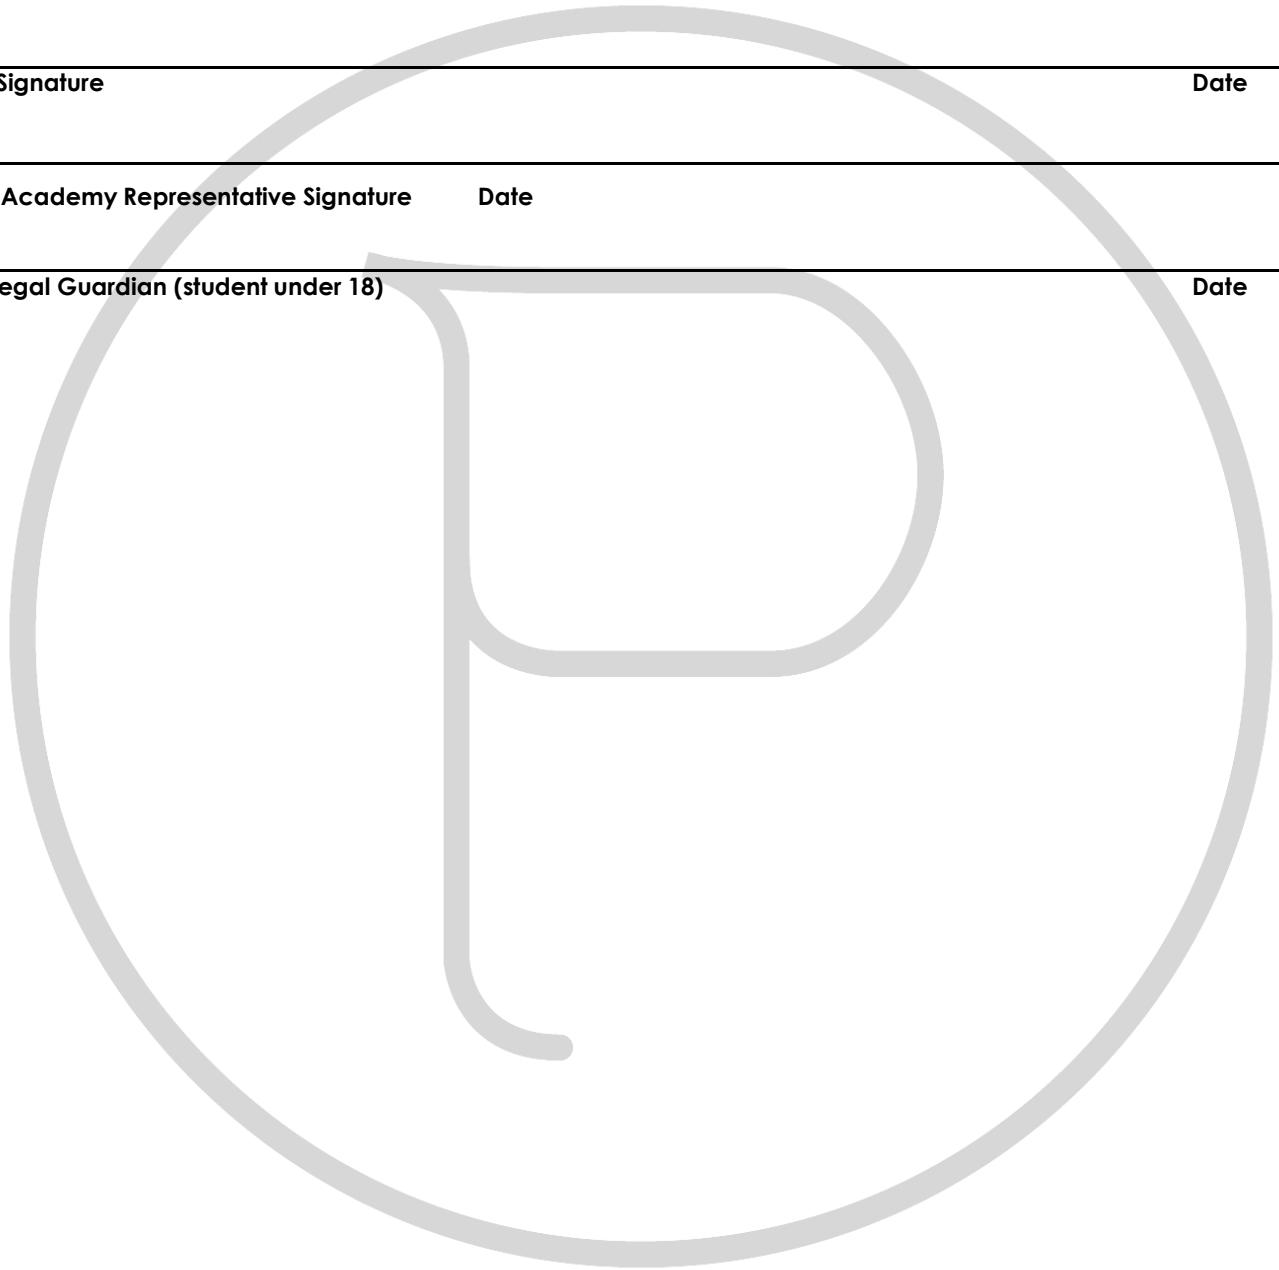 Signature Date
Academy Representative Signature Date
egal Guardian (student under 18) Date
P